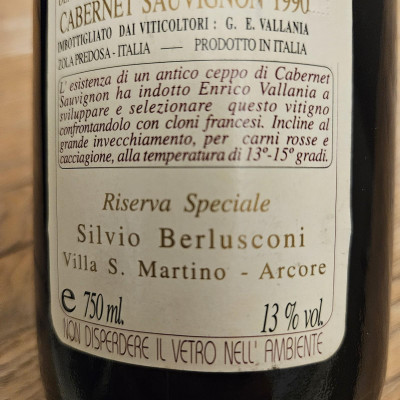 CABERNET SAUVIGNON 1990
IMBOTTIGLIATO DAI VITICOLTORI: G. E. VALLANIA
ZOLA PREDOSA - ITALIA — PRODOTTO IN ITALIA
L' esistenza di un antico ceppo di Cabernet
Sauvignon ha indotto Enrico Vallania a
sviluppare e selezionare questo vitigno
confrontandolo con cloni francesi. Incline al
grande invecchiamento, per carni rosse e
cacciagione, alla temperatura di 13°-15° gradi.
Riserva Speciale
Silvio Berlusconi
Villa S. Martino - Arcore
e 750 ml. 13 % vol.
NON DISPERDERE IL VETRO NELL' AMBIENTE